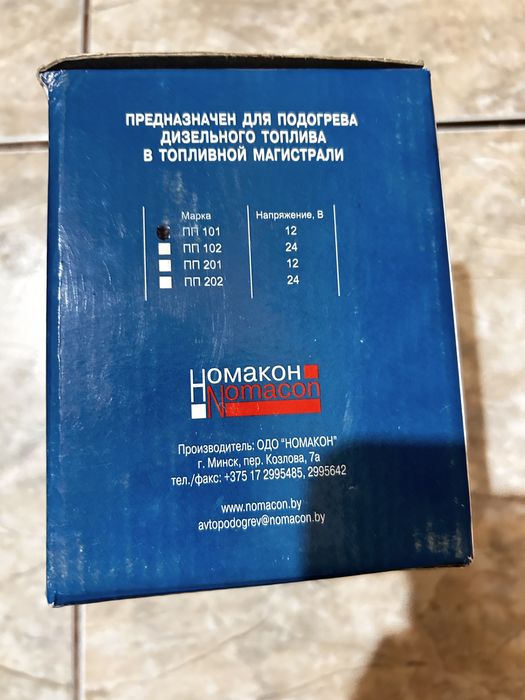 ПРЕДНАЗНАЧЕН ДЛЯ ПОДОГРЕВА
ДИЗЕЛЬНОГО ТОПЛИВА
В ТОПЛИВНОЙ МАГИСТРАЛИ
Марка Напряжение, В
ПП 101 12
ПП 102 24
ПП 201 12
ПП 202 24
Номакон
Nomacon
Производитель: ОДО "НОМАКОН"
г. Минск, пер. Козлова, 7а
тел./факс: +375 17 2995485, 2995642
www.nomacon.by
avtopodogrev@nomacon.by